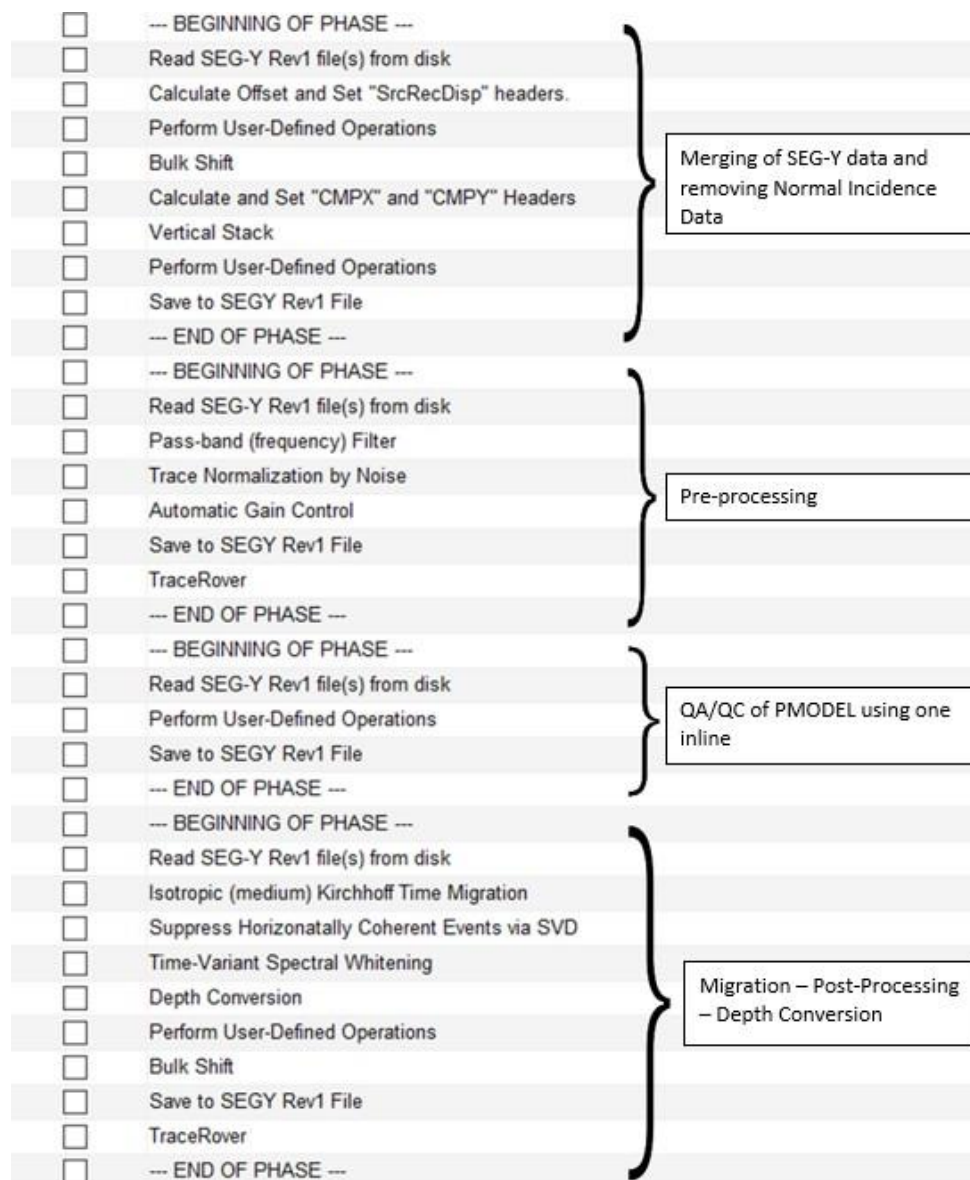 --- BEGINNING OF PHASE ---
Read SEG-Y Rev1 file(s) from disk
Calculate Offset and Set "SrcRecDisp" headers.
Perform User-Defined Operations
Bulk Shift
Calculate and Set "CMPX" and "CMPY" Headers
Vertical Stack
Perform User-Defined Operations
Save to SEGY Rev1 File
--- END OF PHASE ---
Merging of SEG-Y data and
removing Normal Incidence
Data
--- BEGINNING OF PHASE ---
Read SEG-Y Rev1 file(s) from disk
Pass-band (frequency) Filter
Trace Normalization by Noise
Automatic Gain Control
Save to SEGY Rev1 File
TraceRover
--- END OF PHASE ---
Pre-processing
--- BEGINNING OF PHASE ---
Read SEG-Y Rev1 file(s) from disk
Perform User-Defined Operations
Save to SEGY Rev1 File
--- END OF PHASE ---
QA/QC of PMODEL using one
inline
--- BEGINNING OF PHASE ---
Read SEG-Y Rev1 file(s) from disk
Isotropic (medium) Kirchhoff Time Migration
Suppress Horizonatally Coherent Events via SVD
Time-Variant Spectral Whitening
Depth Conversion
Perform User-Defined Operations
Bulk Shift
Save to SEGY Rev1 File
TraceRover
--- END OF PHASE ---
Migration – Post-Processing
– Depth Conversion